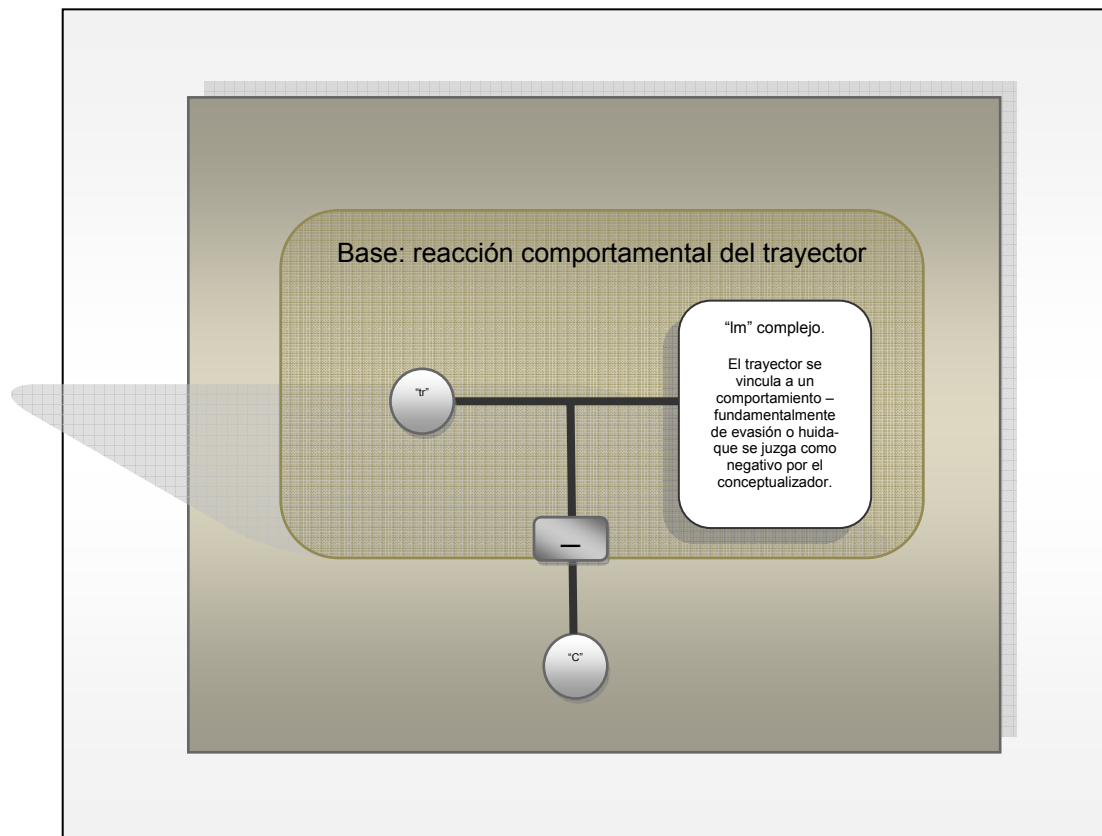 Base: reacción comportamental del trayector
“lm” complejo.
“tr”
El trayector se
vincula a un
comportamiento –
fundamentalmente
de evasión o huida-
que se juzga como
negativo por el
conceptualizador.
–
“C”